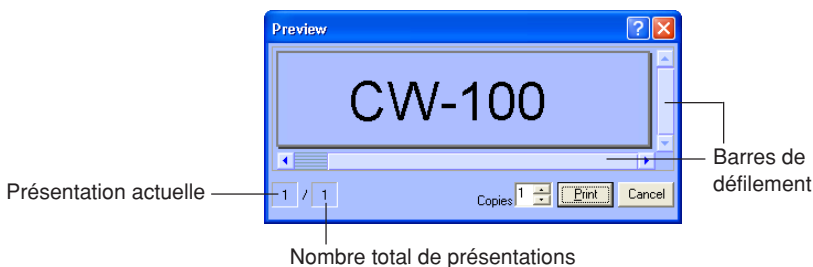 Preview
CW-100
Barres de
défilement
Présentation actuelle
1 / 1
Copies 1 Print Cancel
Nombre total de présentations